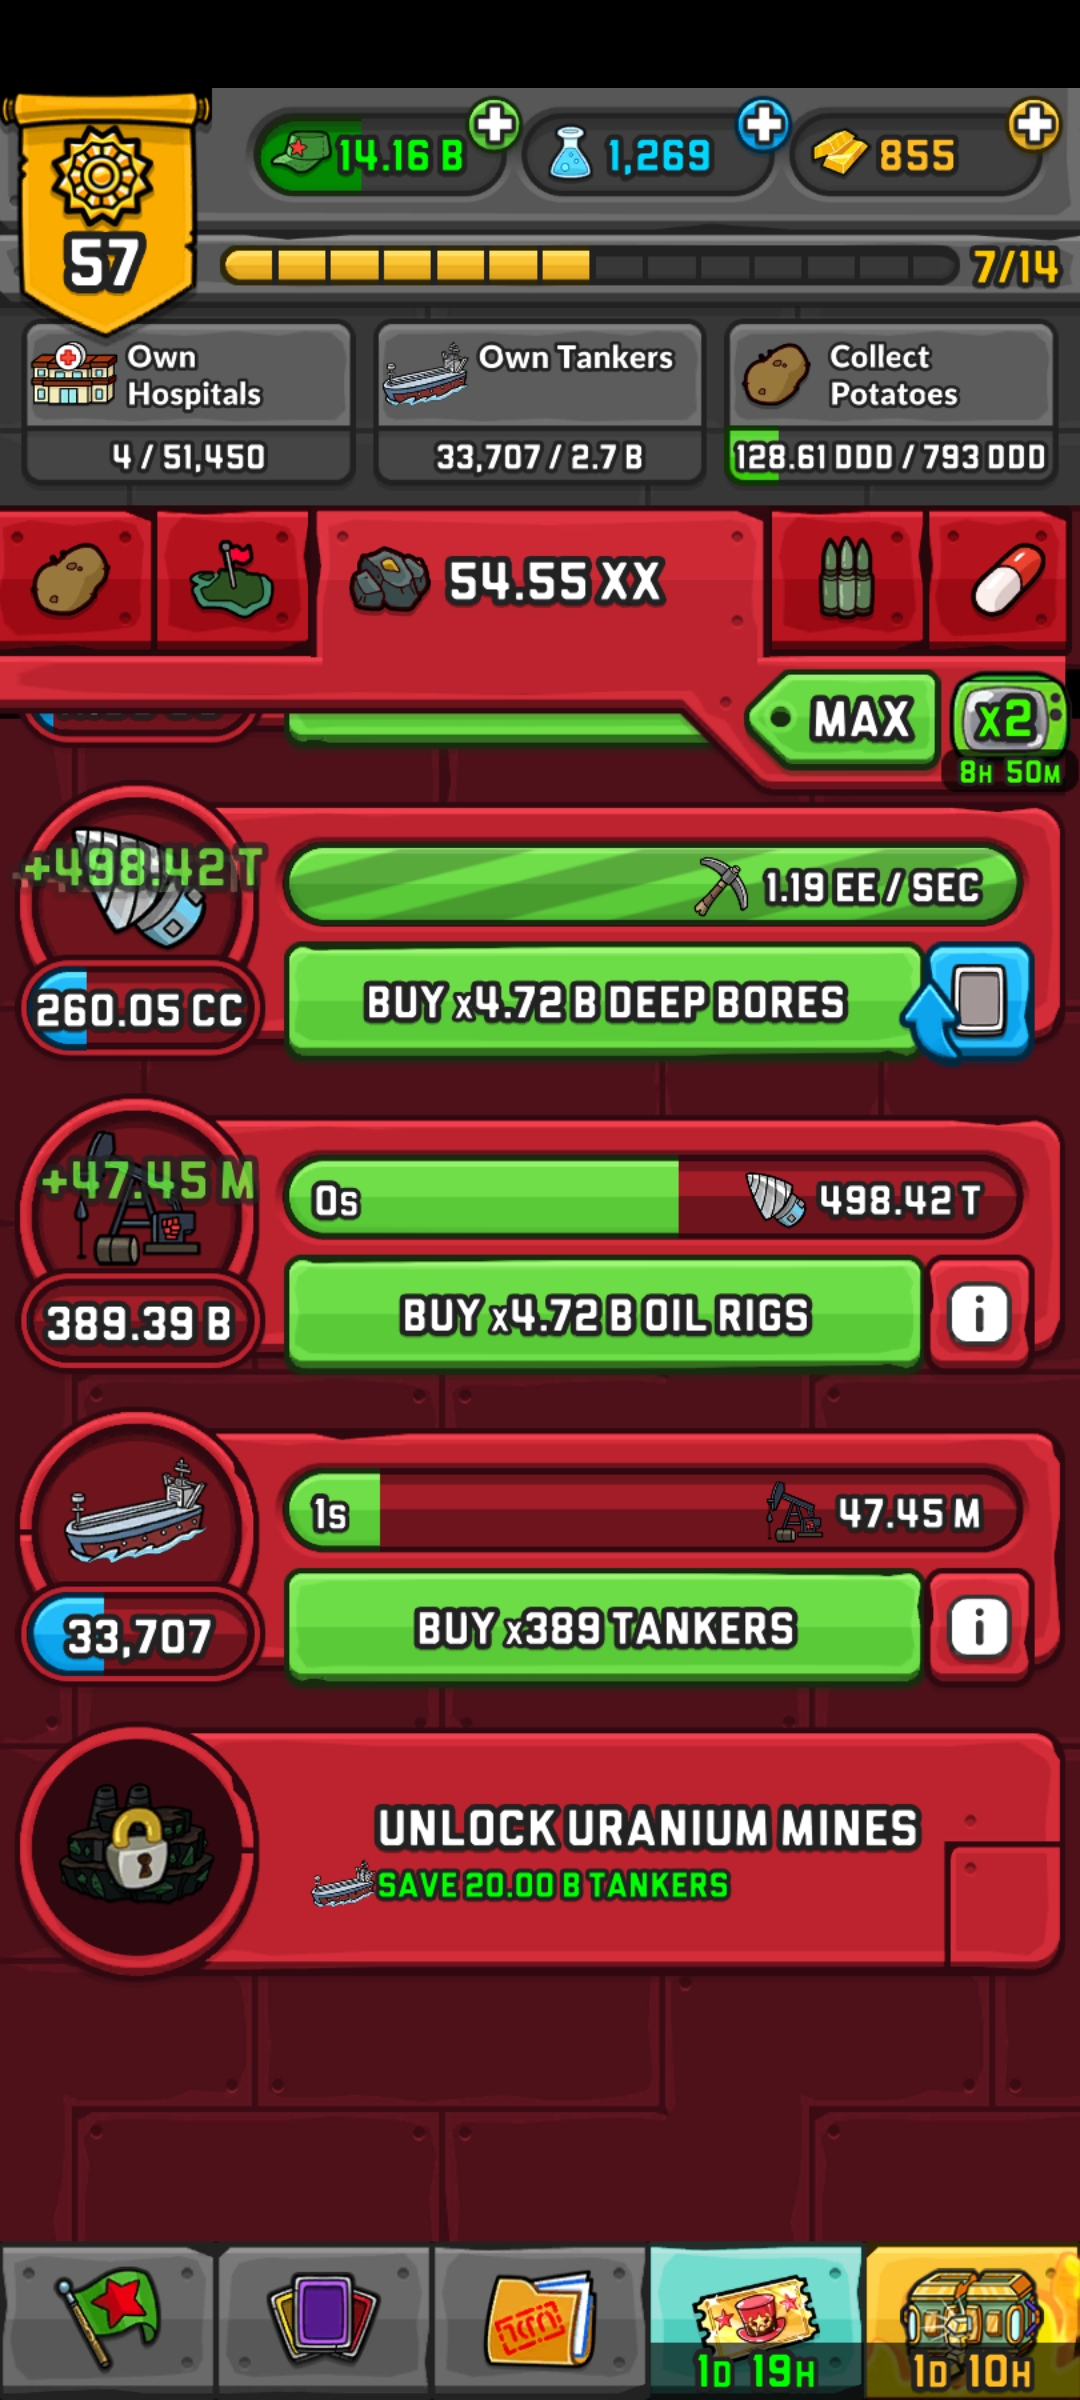 14.16 B
1,269
855
57
7/14
Own Hospitals
4 / 51,450
Own Tankers
33,707 / 2.7 B
Collect Potatoes
128.61 DDD / 793 DDD
54.55 XX
MAX
x2
8H 50M
+498.42 T
1.19 EE / SEC
260.05 CC
BUY x4.72 B DEEP BORES
+47.45 M
0s
498.42 T
389.39 B
BUY x4.72 B OIL RIGS
i
1s
47.45 M
33,707
BUY x389 TANKERS
i
UNLOCK URANIUM MINES
SAVE 20.00 B TANKERS
1D 19H
1D 10H